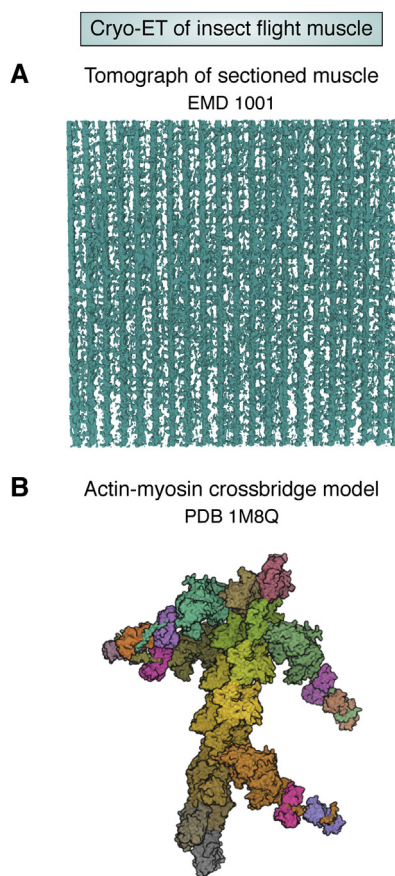 Cryo-ET of insect flight muscle
A Tomograph of sectioned muscle
EMD 1001
B Actin-myosin crossbridge model
PDB 1M8Q